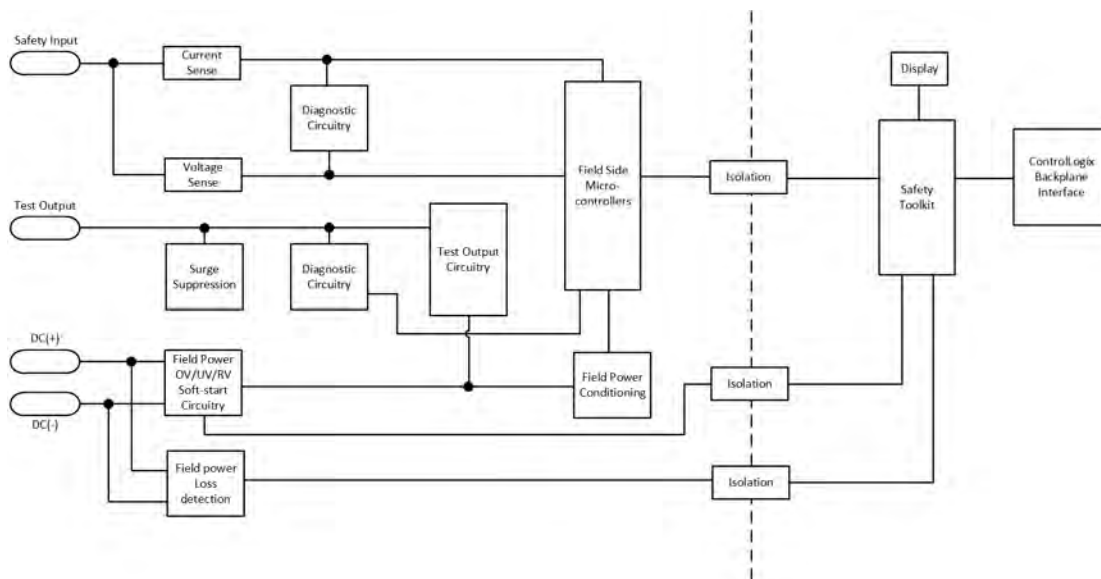 Safety Input
Current
Sense
Diagnostic
Circuitry
Voltage
Sense
Field Side
Micro-
controllers
Isolation
Display
Safety
Toolkit
ControlLogix
Backplane
Interface
Test Output
Surge
Suppression
Diagnostic
Circuitry
Test Output
Circuitry
DC(+)
DC(-)
Field Power
OV/UV/RV
Soft-start
Circuitry
Field Power
Conditioning
Isolation
Field power
Loss
detection
Isolation